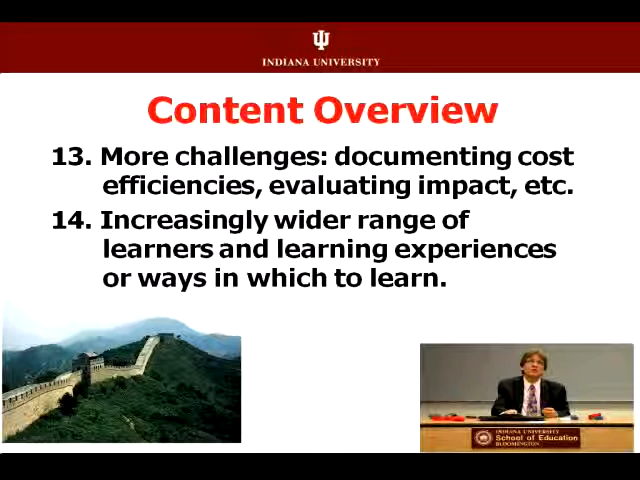 INDIANA UNIVERSITY
Content Overview
13. More challenges: documenting cost
efficiencies, evaluating impact, etc.
14. Increasingly wider range of
learners and learning experiences
or ways in which to learn.
INDIANA UNIVERSITY
School of Education
BLOOMINGTON